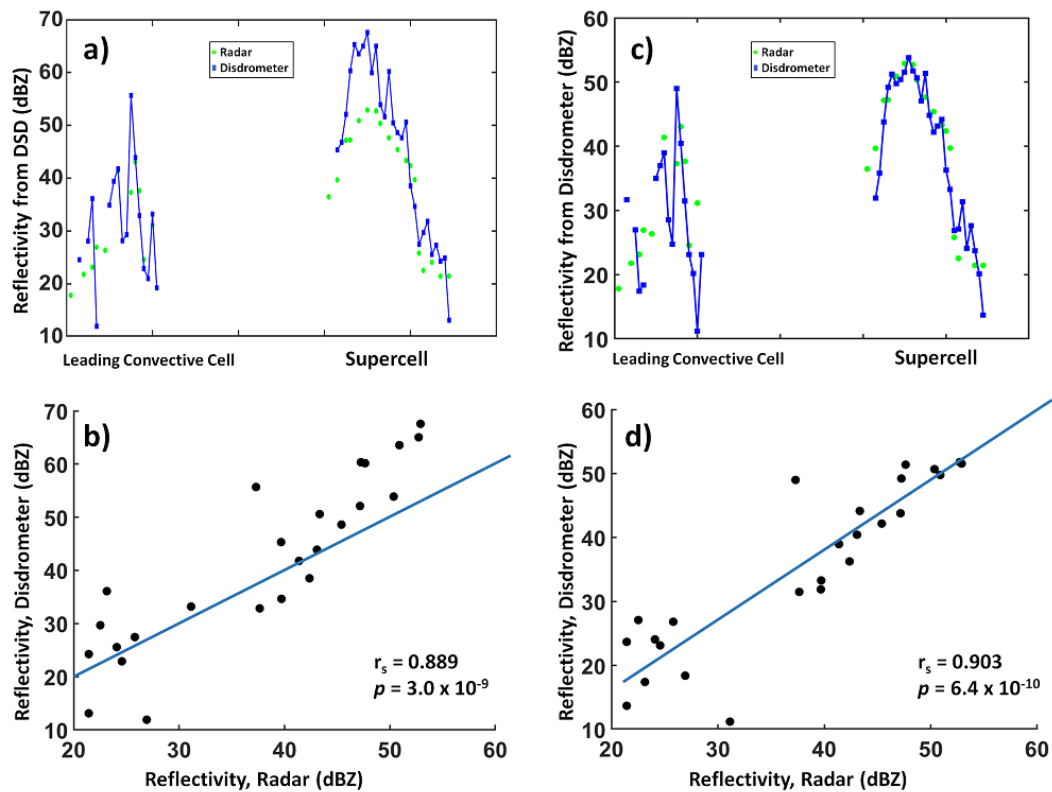 a)
Reflectivity from DSD (dBZ)
70
60
50
40
30
20
10
Radar
Disdrometer
Leading Convective Cell
Supercell
c)
Reflectivity from Disdrometer (dBZ)
60
50
40
30
20
10
Radar
Disdrometer
Leading Convective Cell
Supercell
b)
Reflectivity, Disdrometer (dBZ)
70
60
50
40
30
20
10
rs = 0.889
p = 3.0 x 10-9
20 30 40 50 60
Reflectivity, Radar (dBZ)
d)
Reflectivity, Disdrometer (dBZ)
60
50
40
30
20
10
rs = 0.903
p = 6.4 x 10-10
20 30 40 50 60
Reflectivity, Radar (dBZ)